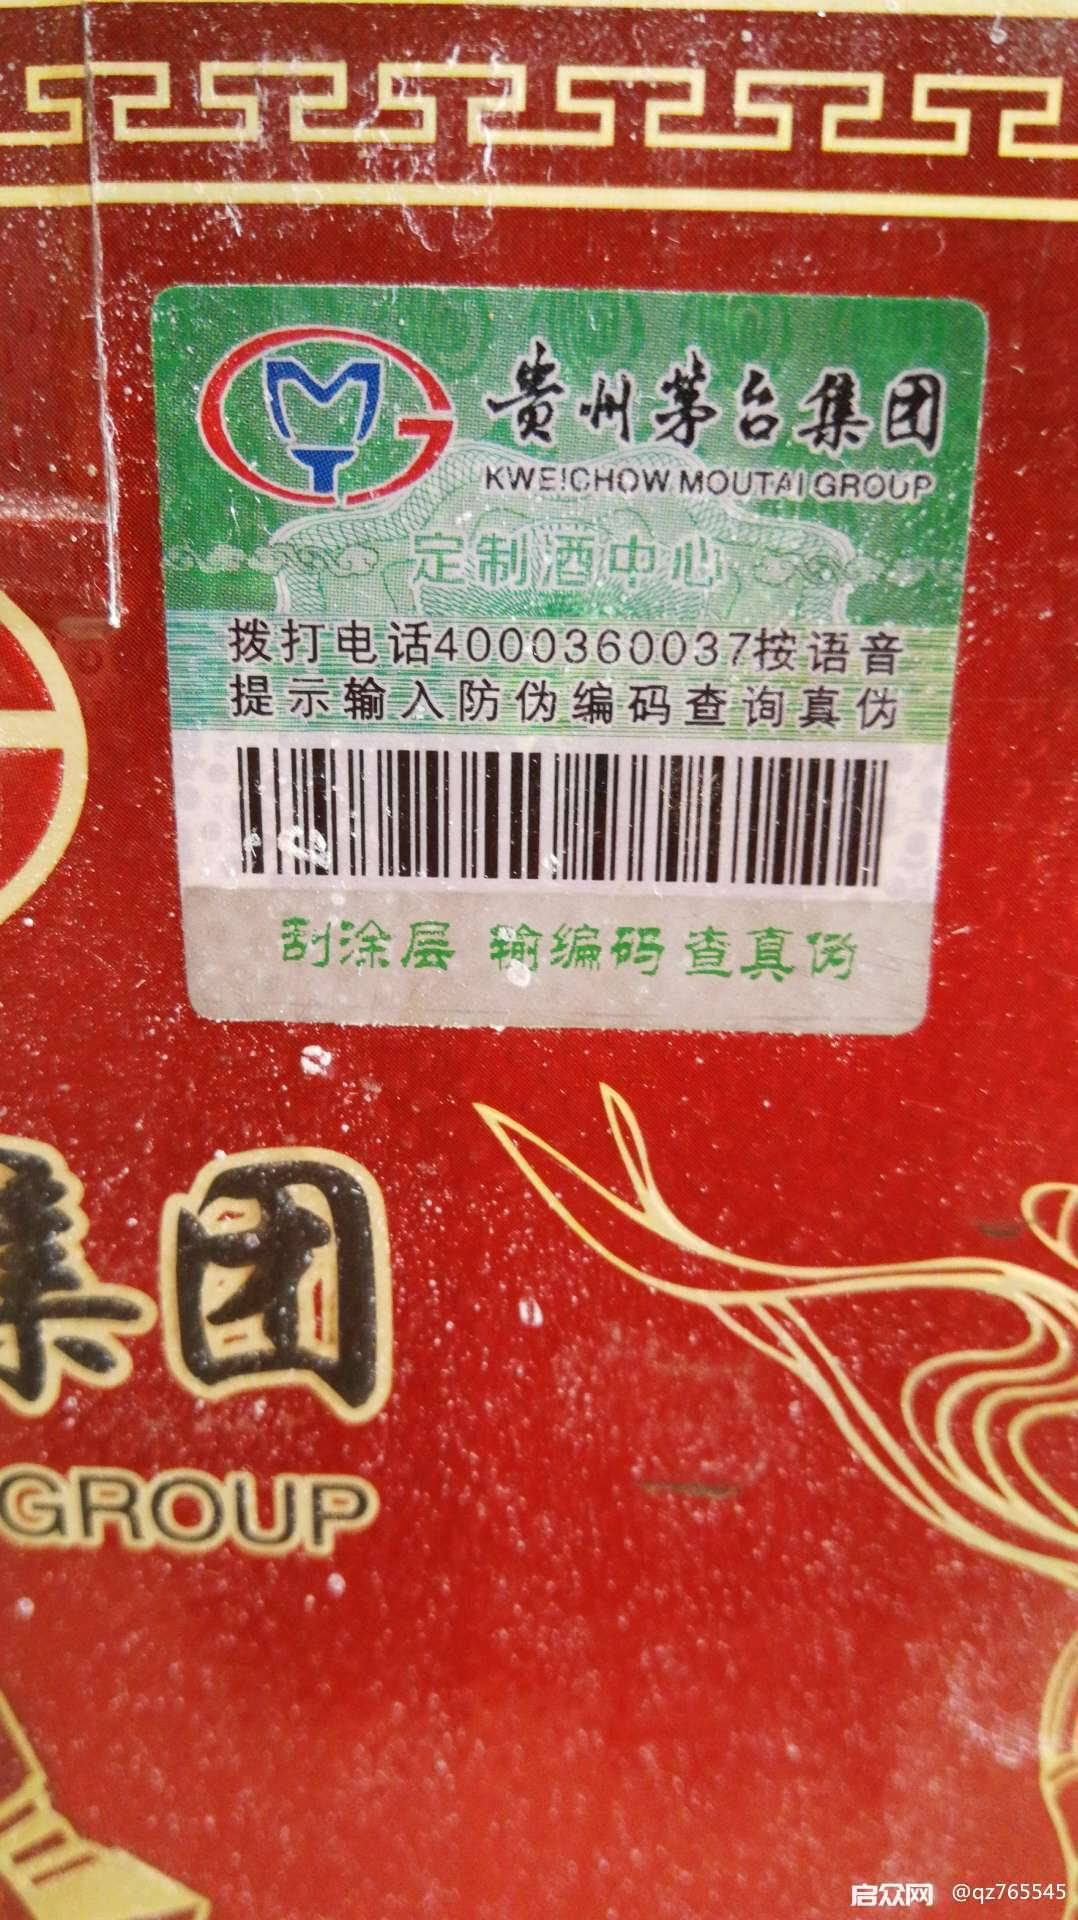 贵州茅台集团
KWEICHOW MOUTAI GROUP
定制酒中心
拨打电话4000360037按语音
提示输入防伪编码查询真伪
刮涂层 输编码 查真伪
集团
GROUP
启众网 @qz765545